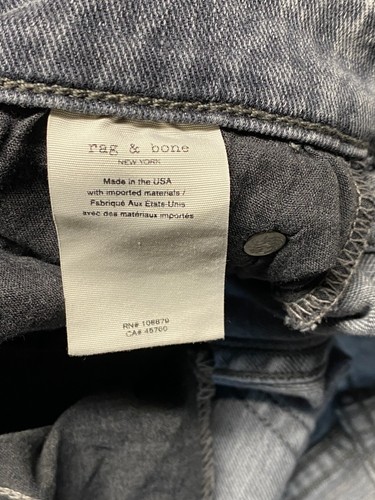 rag & bone
NEW YORK
Made in the USA
with imported materials /
Fabriqué Aux États-Unis
avec des matériaux importés
RN# 106879
CA# 45760